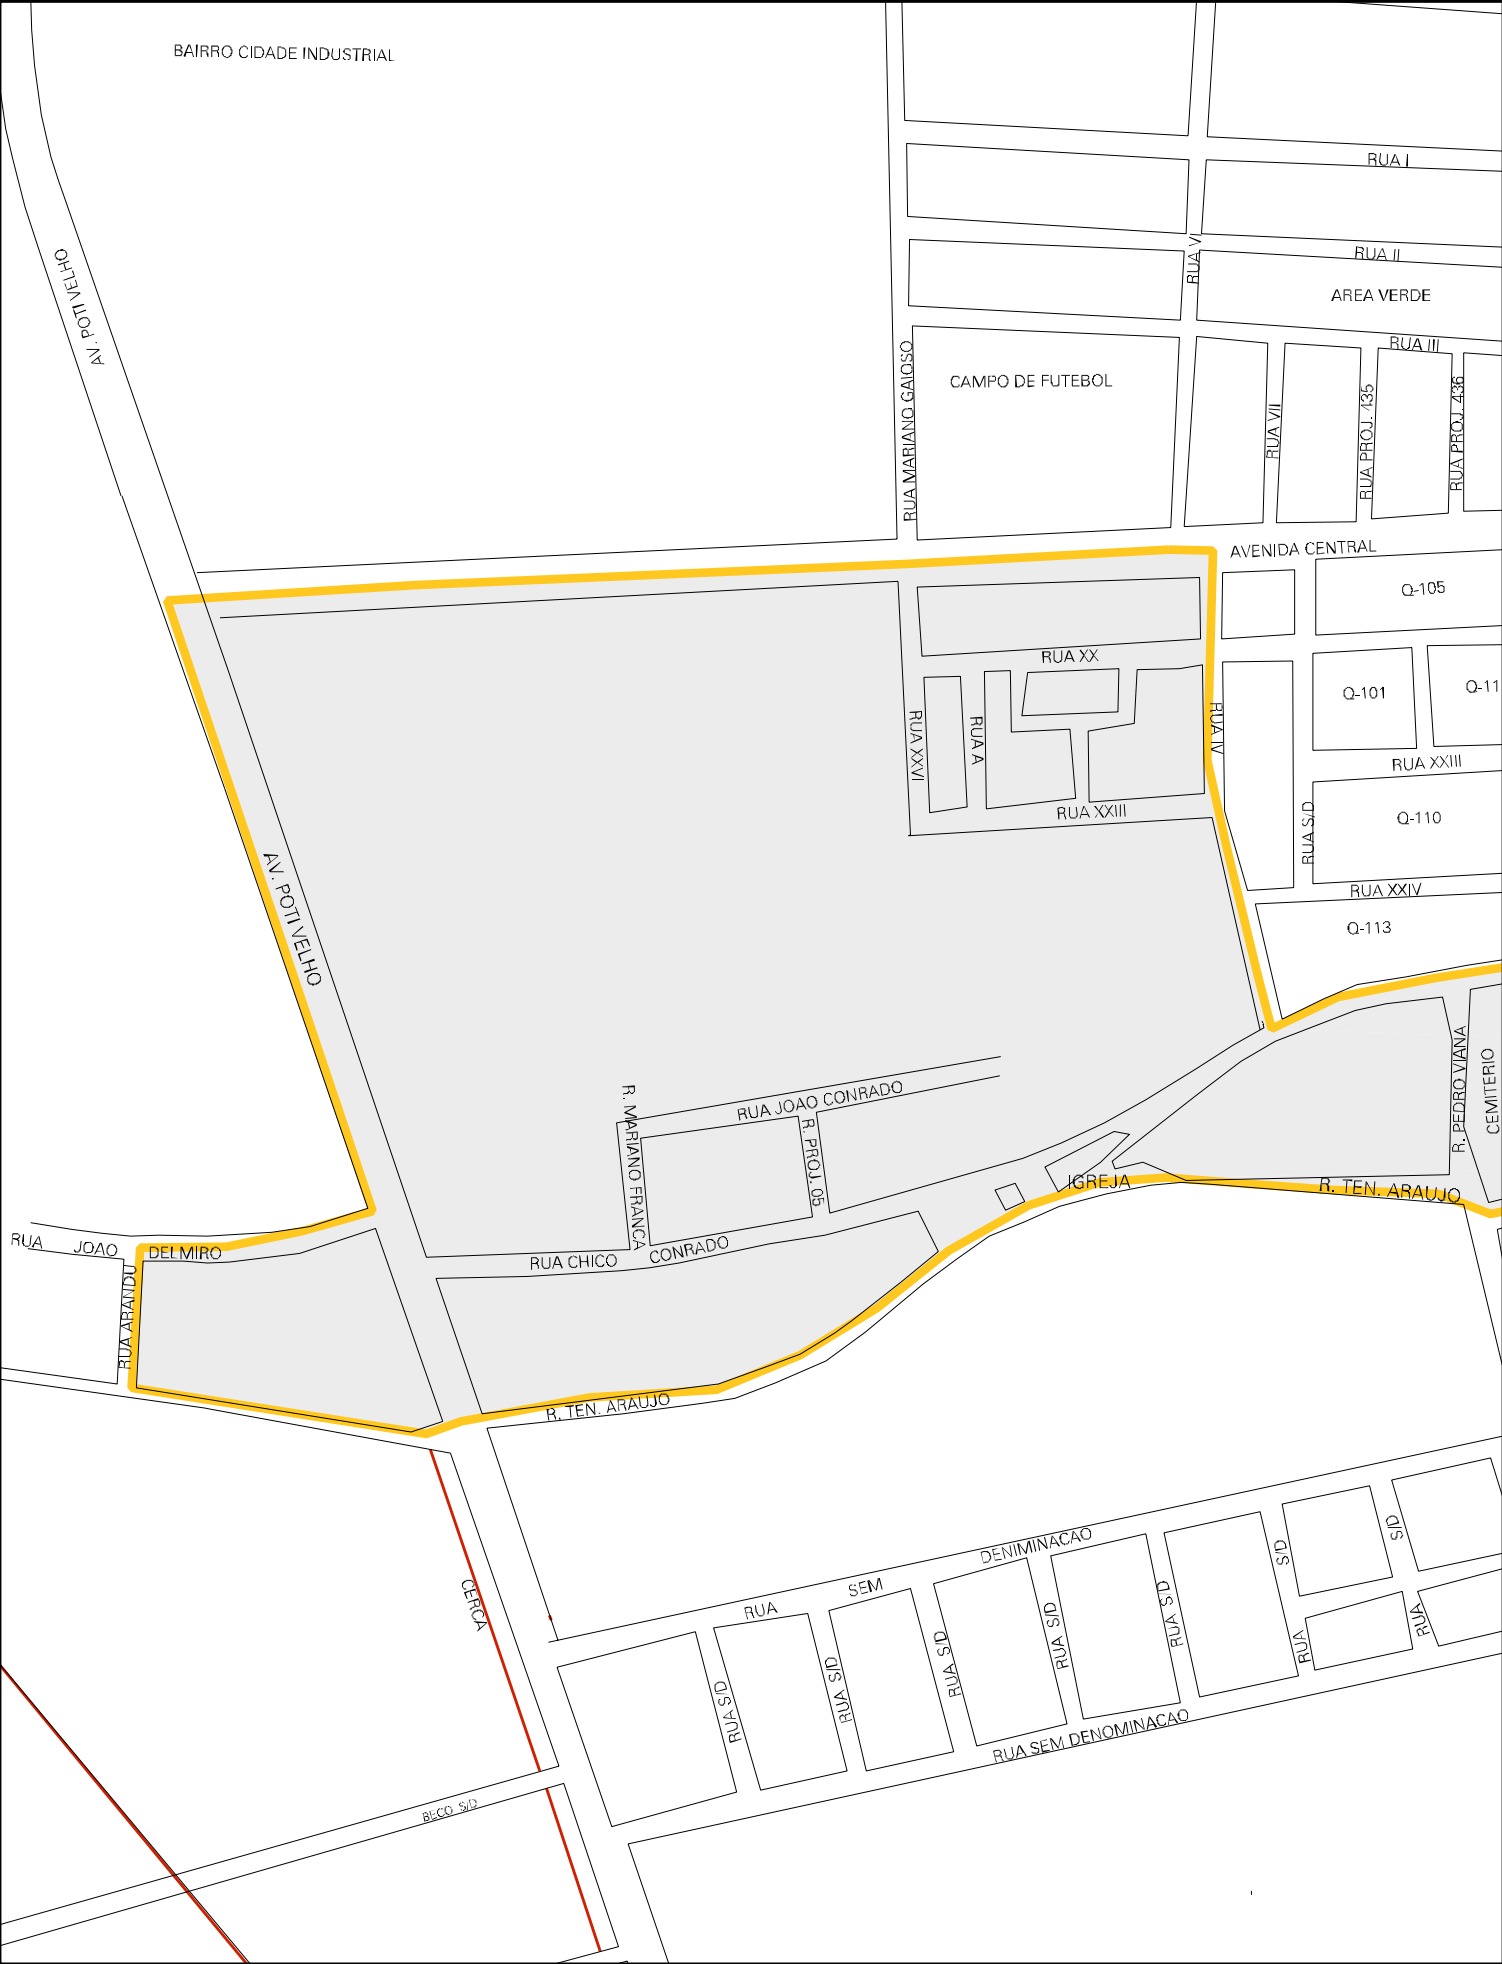 BAIRRO CIDADE INDUSTRIAL
RUA I
RUA VI
RUA II
AREA VERDE
AV. POTI VELHO
RUA III
RUA MARIANO GAIOSO
CAMPO DE FUTEBOL
RUA VII
RUA PROJ. 435
RUA PROJ. 436
AVENIDA CENTRAL
Q-105
RUA XX
Q-101
Q-11
RUA XXVI
RUA A
RUA IV
RUA XXIII
RUA XXIII
RUA S/D
Q-110
AV. POTI VELHO
RUA XXIV
Q-113
R. PEDRO VIANA
CEMITERIO
R. MARIANO FRANCA
RUA JOAO CONRADO
R. PROJ. 05
IGREJA
R. TEN. ARAUJO
RUA JOAO DELMIRO
RUA CHICO CONRADO
RUA ARANDU
R. TEN. ARAUJO
CERCA
RUA SEM DENIMINACAO
S/D
S/D
RUA S/D
RUA S/D
RUA S/D
RUA S/D
RUA S/D
RUA
RUA
RUA SEM DENOMINACAO
BECO S/D